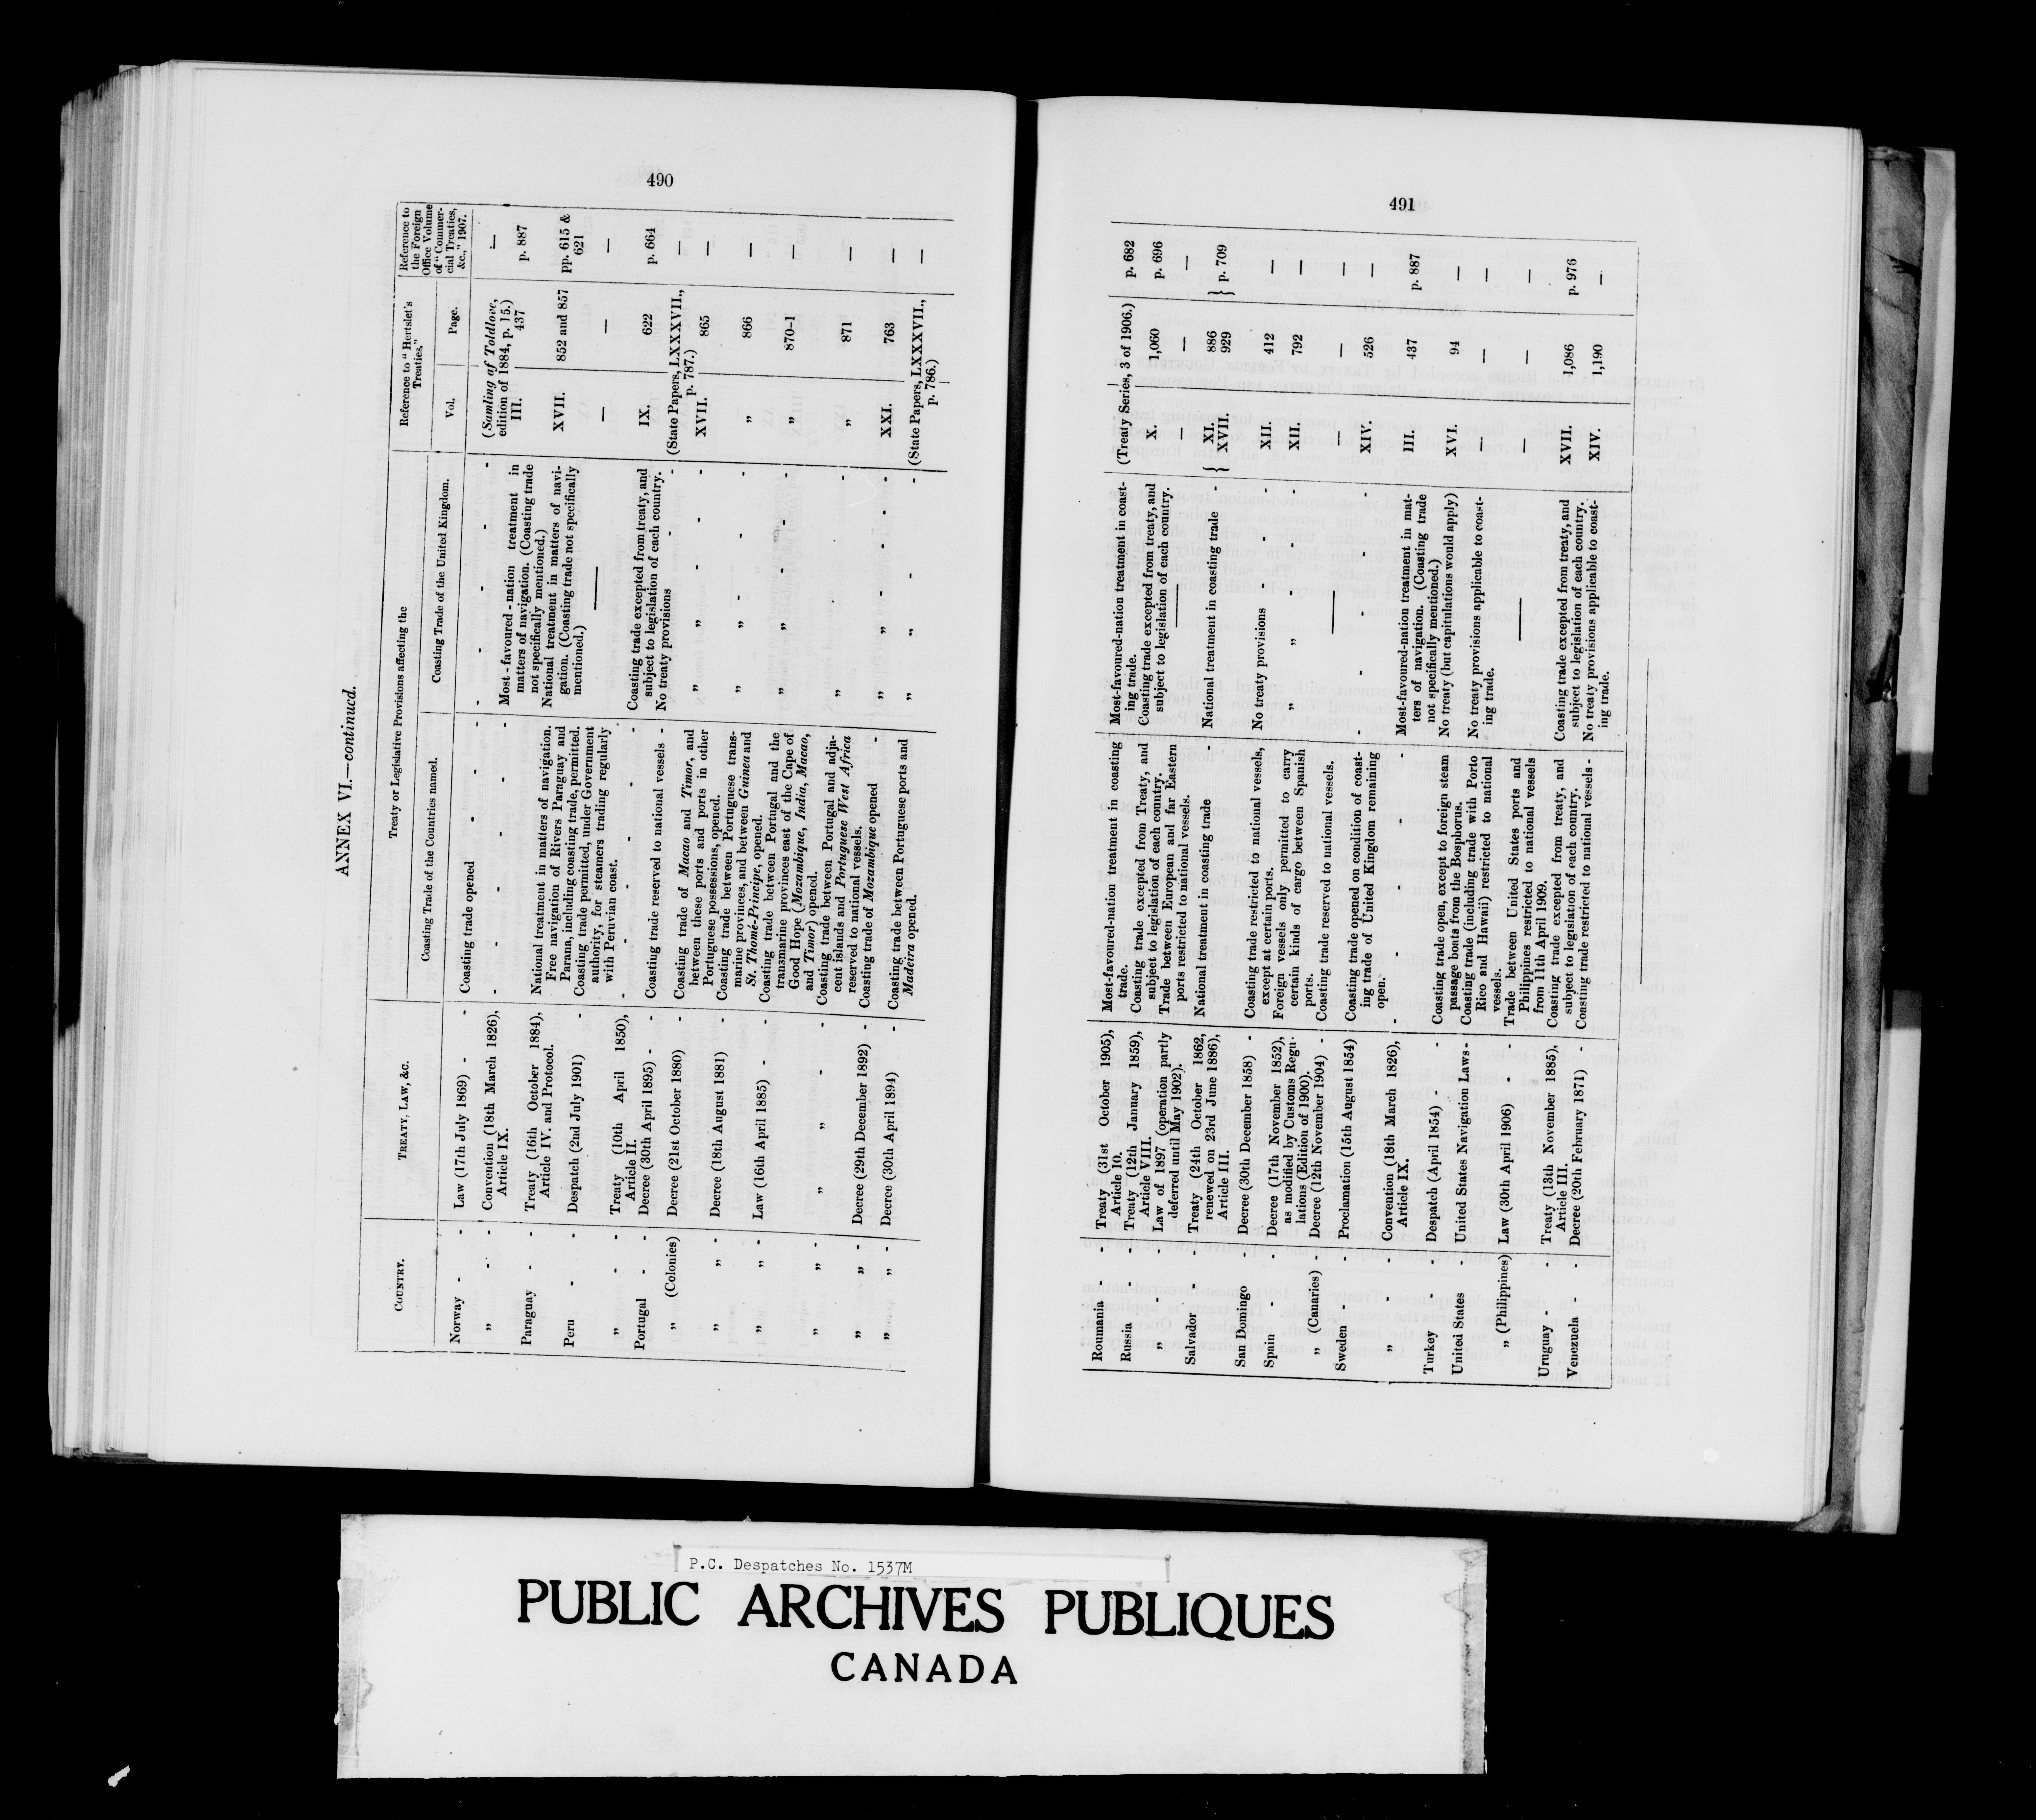 490
ANNEX VI.—continued.
COUNTRY. TREATY, LAW, &c. Treaty or Legislative Provisions affecting the Reference to "Hertslet's Treaties." Reference to the Foreign Office Volume of "Commercial Treaties, &c.," 1907.
Coasting Trade of the Countries named. Coasting Trade of the United Kingdom. Vol. Page.
Norway - - Law (17th July 1869) - - Coasting trade opened - - - - - - - (Samling af Toldlove, —
edition of 1884, p. 15.)
„ - - Convention (18th March 1826), - - - - - Most-favoured-nation treatment in III. 437 p. 887
Article IX. matters of navigation. (Coasting trade
not specifically mentioned.)
Paraguay - - Treaty (16th October 1884), National treatment in matters of navigation. National treatment in matters of navi- XVII. 852 and 857 pp. 615 &
Article IV. and Protocol. Free navigation of Rivers Paraguay and gation. (Coasting trade not specifically 621
Parana, including coasting trade, permitted. mentioned.)
Peru - - Despatch (2nd July 1901) - Coasting trade permitted, under Government — — — —
authority, for steamers trading regularly
with Peruvian coast.
„ - - Treaty (10th April 1850), - - - - - Coasting trade excepted from treaty, and IX. 622 p. 664
Article II. subject to legislation of each country.
Portugal - - Decree (30th April 1895) - - Coasting trade reserved to national vessels - No treaty provisions - - (State Papers, LXXXVII., —
p. 787.)
„ (Colonies) Decree (21st October 1880) - Coasting trade of Macao and Timor, and „ „ - - XVII. 865 —
between these ports and ports in other
Portuguese possessions, opened.
„ „ - Decree (18th August 1881) - Coasting trade between Portuguese trans- „ „ - - „ 866 —
marine provinces, and between Guinea and
St. Thomé-Principe, opened.
„ „ - Law (16th April 1885) - - Coasting trade between Portugal and the „ „ - - „ 870-1 —
transmarine provinces east of the Cape of
Good Hope (Mozambique, India, Macao,
and Timor) opened.
„ „ - „ „ - - Coasting trade between Portugal and adja- „ - „ 871 —
cent islands and Portuguese West Africa
reserved to national vessels.
„ „ - Decree (29th December 1892) - Coasting trade of Mozambique opened - „ „ - - XXI. 763 —
„ „ - Decree (30th April 1894) - Coasting trade between Portuguese ports and „ „ - - (State Papers, LXXXVII., —
Madeira opened. p. 786.)
491
Roumania - - Treaty (31st October 1905), Most-favoured-nation treatment in coasting Most-favoured-nation treatment in coast- (Treaty Series, 3 of 1906.) p. 682
Article 10. trade. ing trade.
Russia - - Treaty (12th January 1859), Coasting trade excepted from Treaty, and Coasting trade excepted from treaty, and X. 1,060 p. 696
Article VIII. subject to legislation of each country. subject to legislation of each country.
„ - - Law of 1897 (operation partly Trade between European and far Eastern — — — —
deferred until May 1902). ports restricted to national vessels.
Salvador - - Treaty (24th October 1862, National treatment in coasting trade - National treatment in coasting trade - { XI. 886 } p. 709
renewed on 23rd June 1886), XVII. 929
Article III.
San Domingo - Decree (30th December 1858) - Coasting trade restricted to national vessels, No treaty provisions - - - XII. 412 —
except at certain ports.
Spain - - Decree (17th November 1852), Foreign vessels only permitted to carry „ „ - - - XII. 792 —
as modified by Customs Regu- certain kinds of cargo between Spanish
lations (Edition of 1900). ports.
„ (Canaries) - Decree (12th November 1904) - Coasting trade reserved to national vessels. — — — —
Sweden - - Proclamation (15th August 1854) Coasting trade opened on condition of coast- - - - - - XIV. 526 —
ing trade of United Kingdom remaining
open.
„ - - Convention (18th March 1826), - - - - - Most-favoured-nation treatment in mat- III. 437 p. 887
Article IX. ters of navigation. (Coasting trade
not specifically mentioned.)
Turkey - - Despatch (April 1854) - - Coasting trade open, except to foreign steam No treaty (but capitulations would apply) XVI. 94 —
passage boats from the Bosphorus.
United States - United States Navigation Laws - Coasting trade (including trade with Porto No treaty provisions applicable to coast- — — —
Rico and Hawaii) restricted to national ing trade.
vessels.
„ (Philippines) Law (30th April 1906) - - Trade between United States ports and — — — —
Philippines restricted to national vessels
from 11th April 1909.
Uruguay - - Treaty (13th November 1885), Coasting trade excepted from treaty, and Coasting trade excepted from treaty, and XVII. 1,086 p. 976
Article III. subject to legislation of each country. subject to legislation of each country.
Venezuela - - Decree (20th February 1871) - Coasting trade restricted to national vessels - No treaty provisions applicable to coast- XIV. 1,190 —
ing trade.
P.C. Despatches No. 1537M
PUBLIC ARCHIVES PUBLIQUES
CANADA